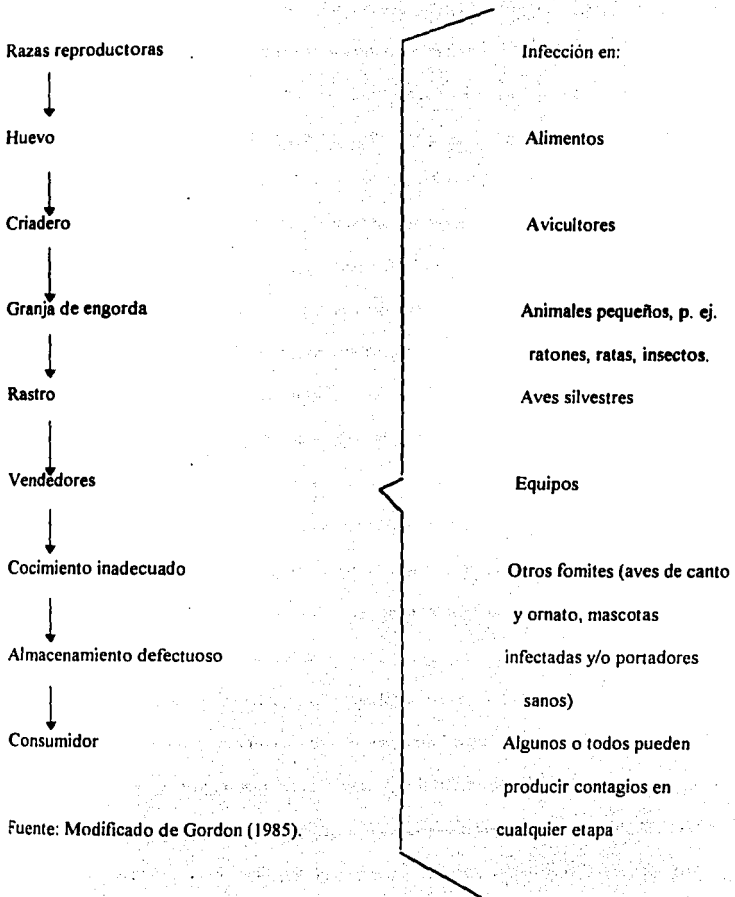 Razas reproductoras
Huevo
Criadero
Granja de engorda
Rastro
Vendedores
Cocimiento inadecuado
Almacenamiento defectuoso
Consumidor
Fuente: Modificado de Gordon (1985).
Infección en:
Alimentos
Avicultores
Animales pequeños, p. ej.
ratones, ratas, insectos.
Aves silvestres
Equipos
Otros fomites (aves de canto
y ornato, mascotas
infectadas y/o portadores
sanos)
Algunos o todos pueden
producir contagios en
cualquier etapa